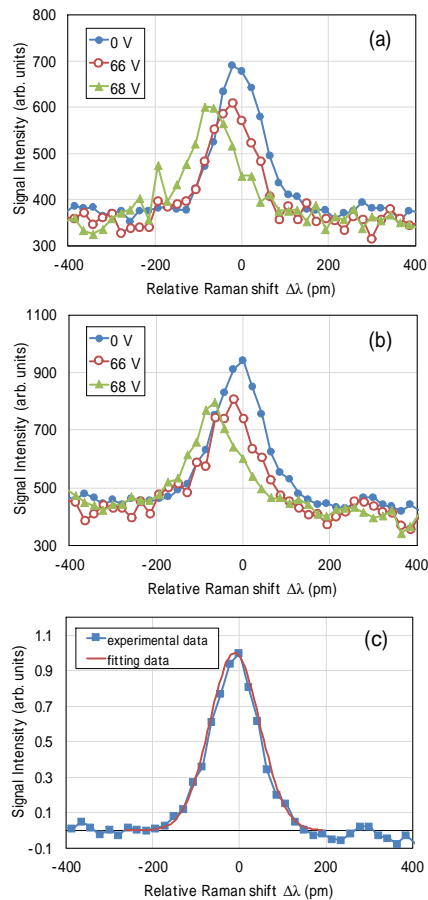 800
700
600
500
400
300
Signal Intensity (arb. units)
0 V
66 V
68 V
(a)
-400 -200 0 200 400
Relative Raman shift Δλ (pm)
1100
900
700
500
300
Signal Intensity (arb. units)
0 V
66 V
68 V
(b)
-400 -200 0 200 400
Relative Raman shift Δλ (pm)
1.1
0.9
0.7
0.5
0.3
0.1
-0.1
Signal Intensity (arb. units)
experimental data
fitting data
(c)
-400 -200 0 200 400
Relative Raman shift Δλ (pm)